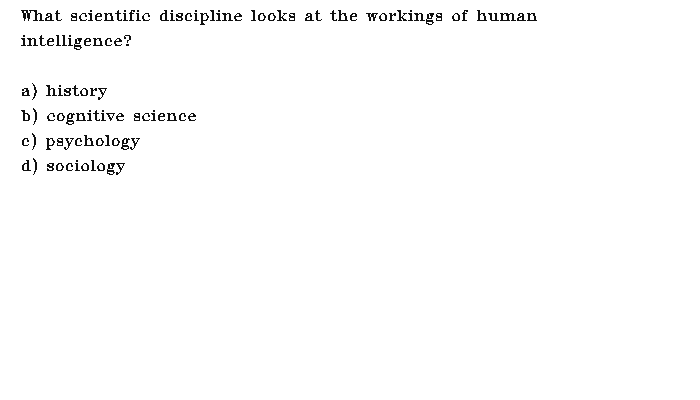 What scientific discipline looks at the workings of human
intelligence?
a) history
b) cognitive science
c) psychology
d) sociology